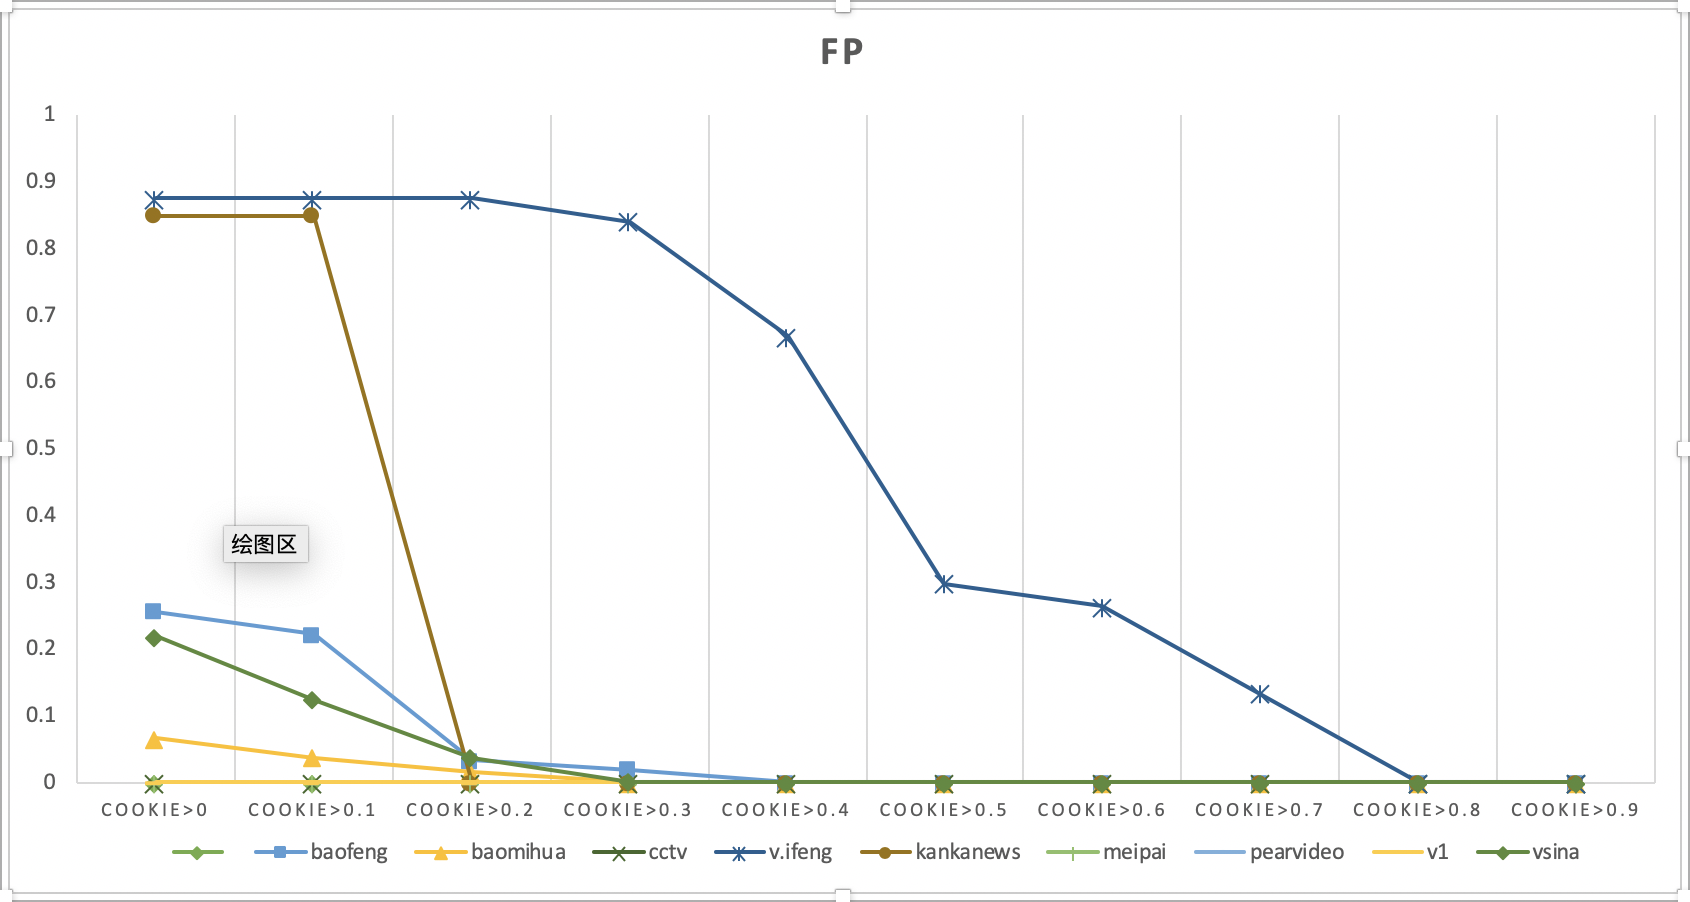 FP
1
0.9
0.8
0.7
0.6
0.5
0.4
0.3
0.2
0.1
0
绘图区
COOKIE>0 COOKIE>0.1 COOKIE>0.2 COOKIE>0.3 COOKIE>0.4 COOKIE>0.5 COOKIE>0.6 COOKIE>0.7 COOKIE>0.8 COOKIE>0.9
baofeng baomihua cctv v.ifeng kankanews meipai pearvideo v1 vsina